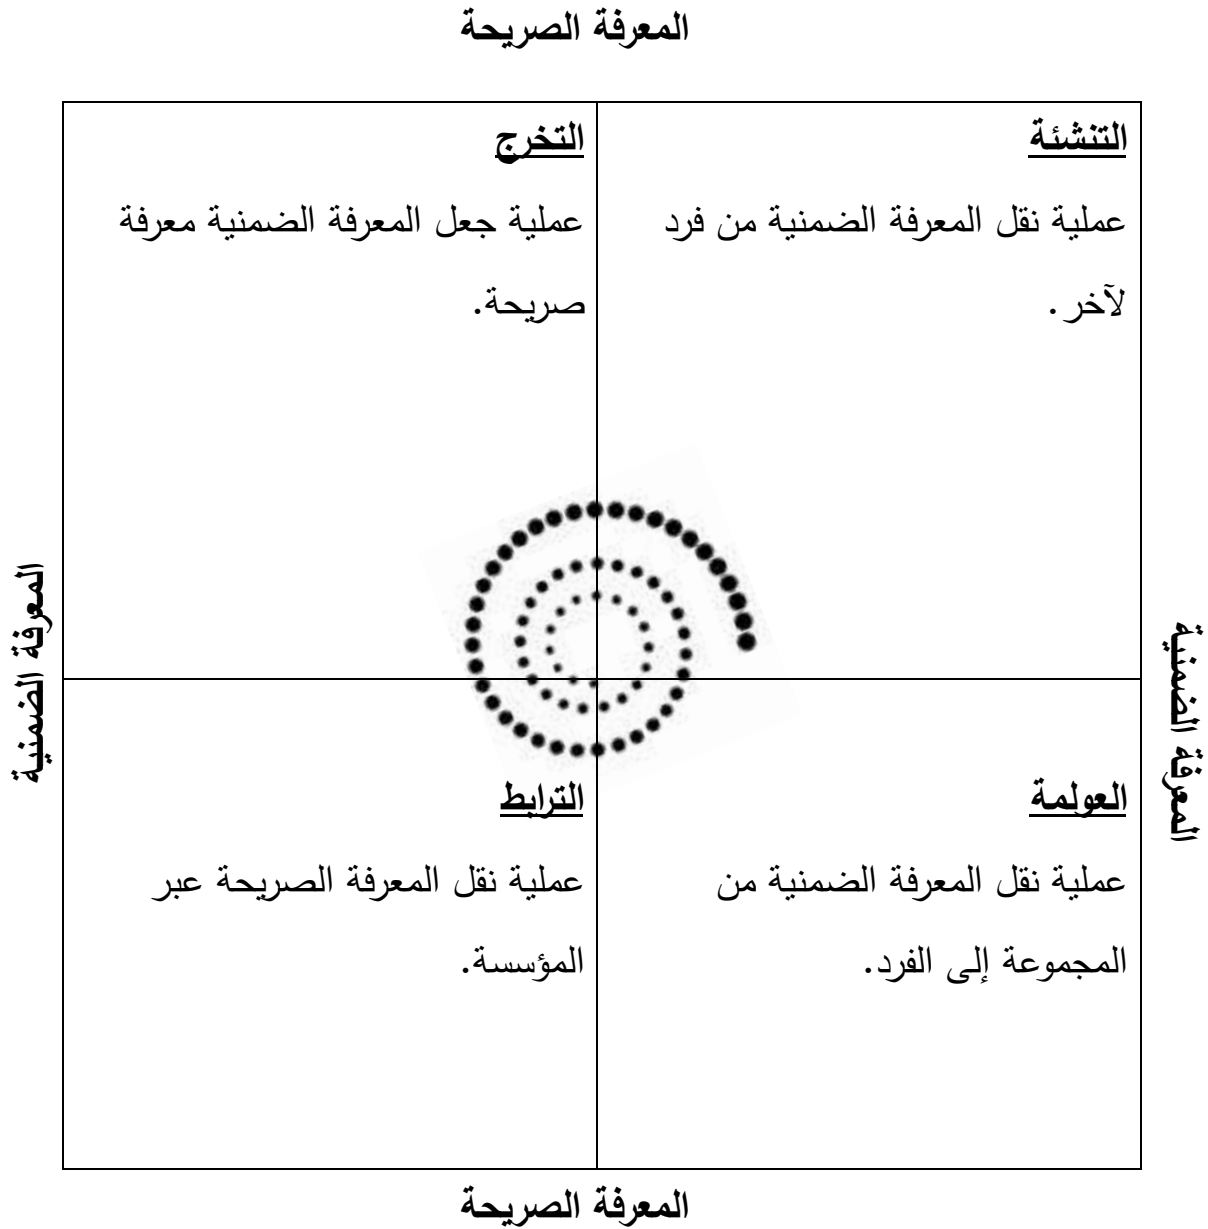 المعرفة الصريحة
التنشئة
عملية نقل المعرفة الضمنية من فرد
لآخر.
التخرج
عملية جعل المعرفة الضمنية معرفة
صريحة.
المعرفة الضمنية
المعرفة الضمنية
العولمة
عملية نقل المعرفة الضمنية من
المجموعة إلى الفرد.
الترابط
عملية نقل المعرفة الصريحة عبر
المؤسسة.
المعرفة الصريحة